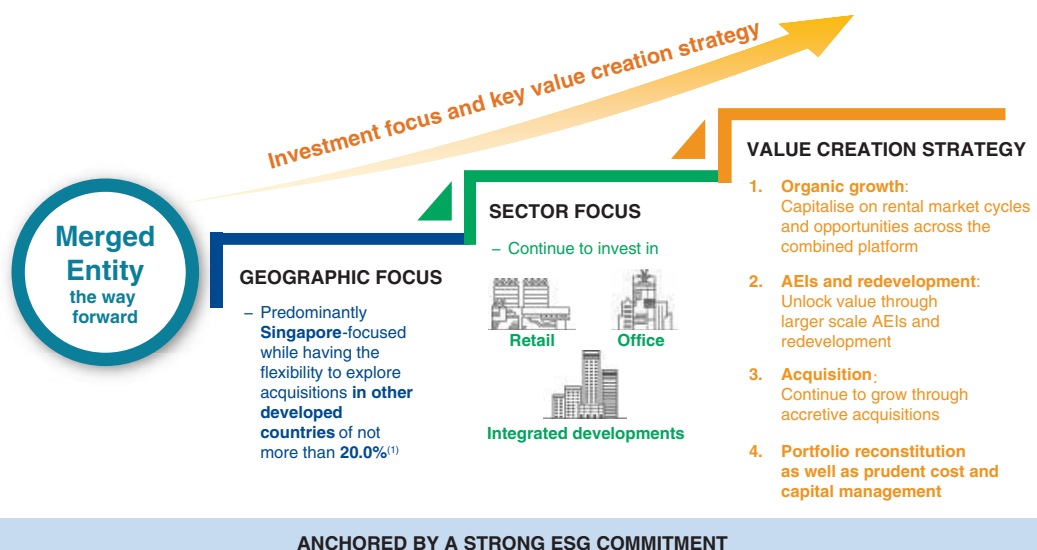 Investment focus and key value creation strategy
Merged
Entity
the way
forward
GEOGRAPHIC FOCUS
– Predominantly
Singapore-focused
while having the
flexibility to explore
acquisitions in other
developed
countries of not
more than 20.0%(1)
SECTOR FOCUS
– Continue to invest in
Retail
Office
Integrated developments
VALUE CREATION STRATEGY
1. Organic growth:
Capitalise on rental market cycles
and opportunities across the
combined platform
2. AEIs and redevelopment:
Unlock value through
larger scale AEIs and
redevelopment
3. Acquisition:
Continue to grow through
accretive acquisitions
4. Portfolio reconstitution
as well as prudent cost and
capital management
ANCHORED BY A STRONG ESG COMMITMENT